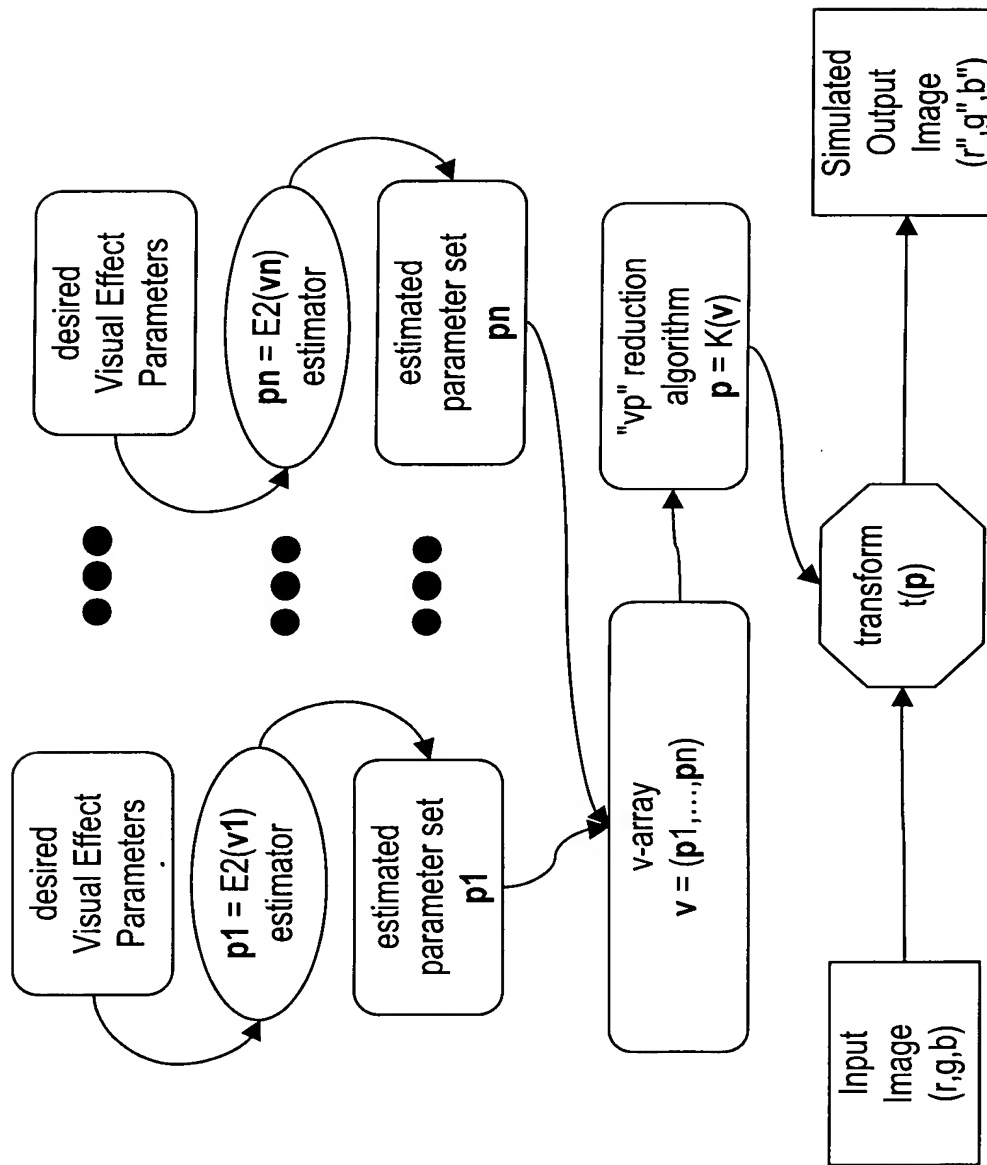 desired
Visual Effect
Parameters
p1 = E2(v1)
estimator
estimated
parameter set
p1
desired
Visual Effect
Parameters
pn = E2(vn)
estimator
estimated
parameter set
pn
v-array
v = (p1,...,pn)
"vp" reduction
algorithm
p = K(v)
Input
Image
(r,g,b)
transform
t(p)
Simulated
Output
Image
(r",g",b")